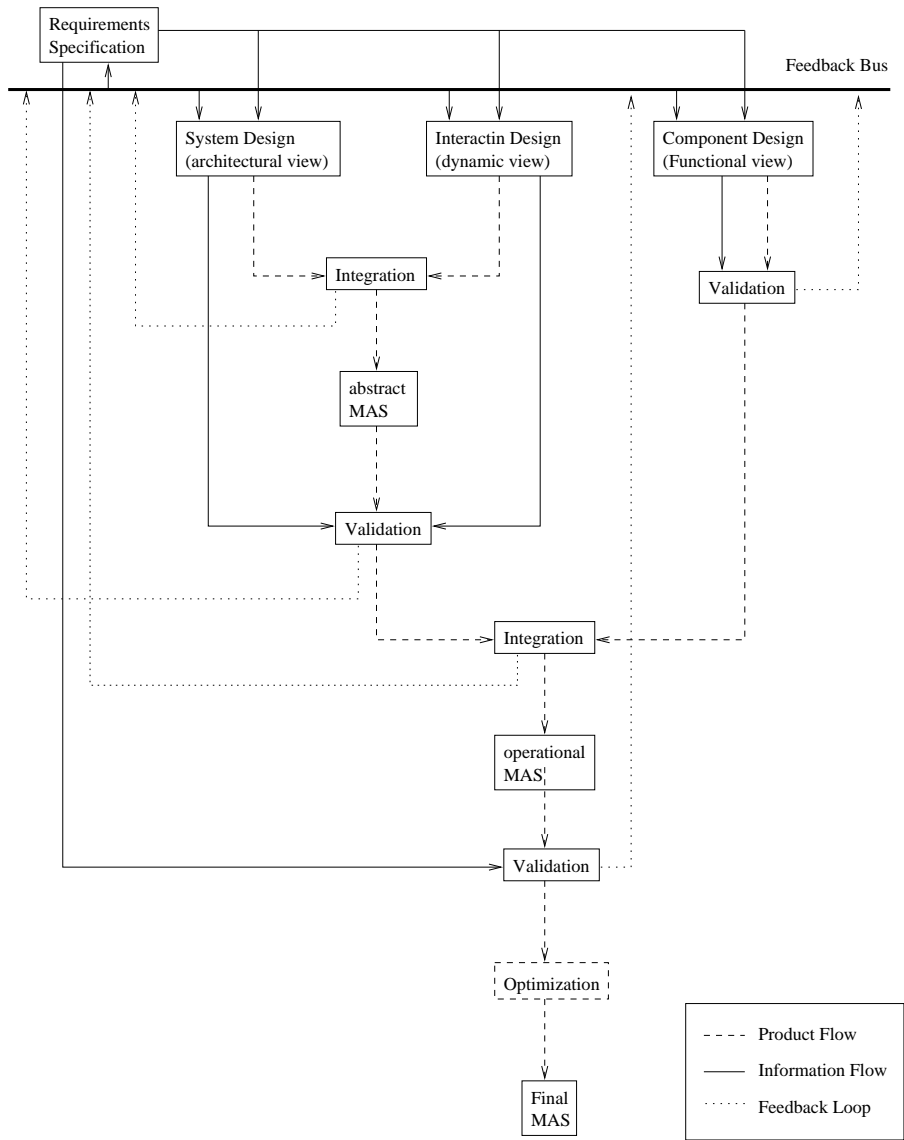 Requirements
Specification
Feedback Bus
System Design
(architectural view)
Interactin Design
(dynamic view)
Component Design
(Functional view)
Integration
Validation
abstract
MAS
Validation
Integration
operational
MAS
Validation
Optimization
Product Flow
Information Flow
Feedback Loop
Final
MAS